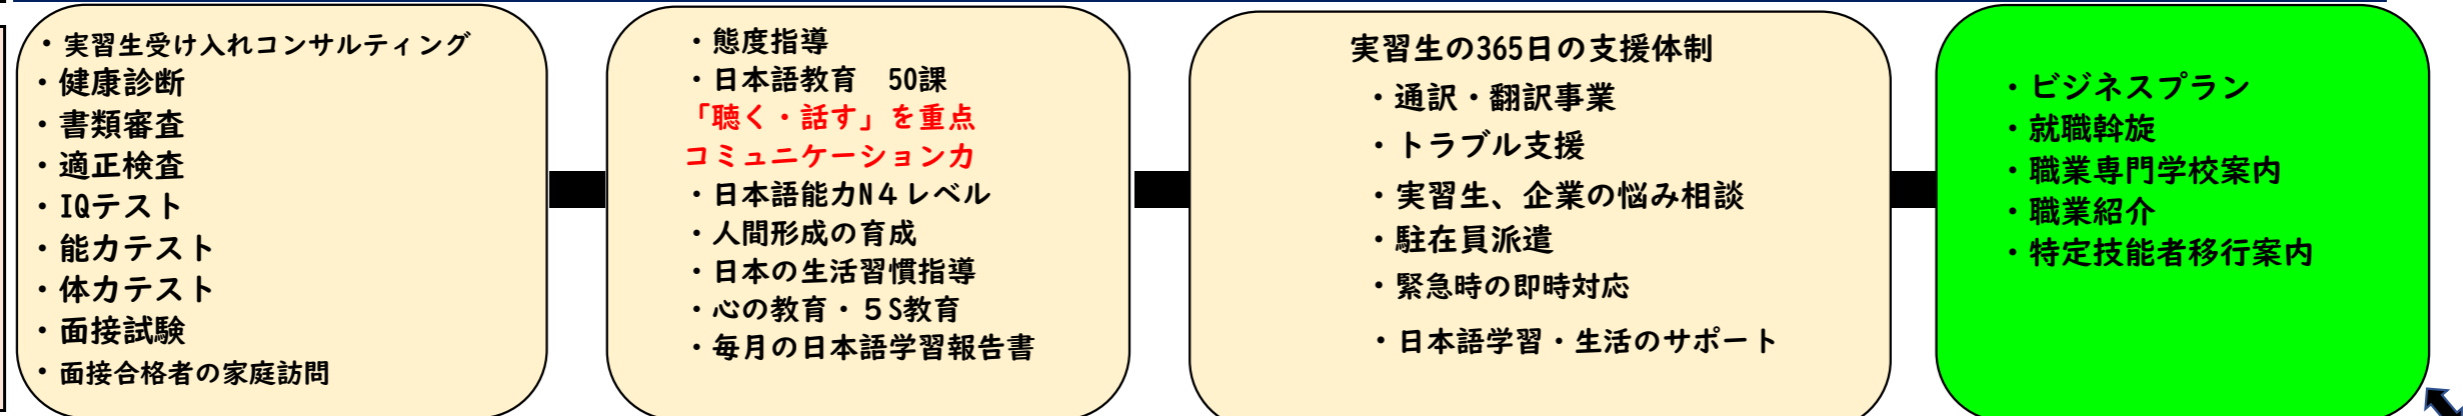 ・実習生受け入れコンサルティング
・健康診断
・書類審査
・適正検査
・IQテスト
・能力テスト
・体力テスト
・面接試験
・面接合格者の家庭訪問
・態度指導
・日本語教育　50課
「聴く・話す」を重点
コミュニケーション力
・日本語能力N４レベル
・人間形成の育成
・日本の生活習慣指導
・心の教育・５S教育
・毎月の日本語学習報告書
実習生の365日の支援体制
・通訳・翻訳事業
・トラブル支援
・実習生、企業の悩み相談
・駐在員派遣
・緊急時の即時対応
・日本語学習・生活のサポート
・ビジネスプラン
・就職斡旋
・職業専門学校案内
・職業紹介
・特定技能者移行案内